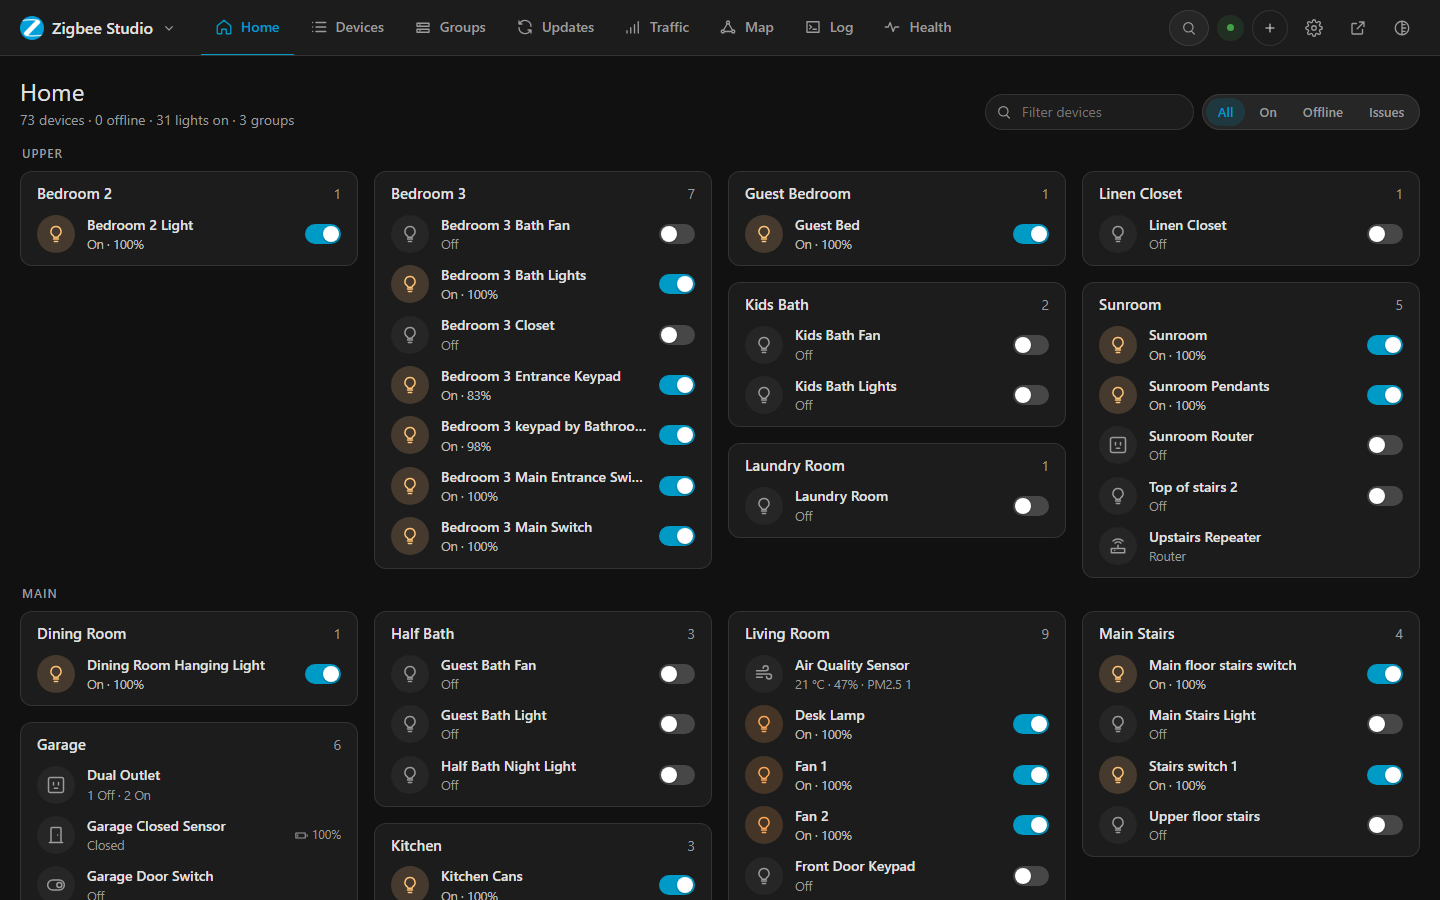 Zigbee Studio
Home
Devices
Groups
Updates
Traffic
Map
Log
Health
Home
73 devices · 0 offline · 31 lights on · 3 groups
Filter devices
All
On
Offline
Issues
UPPER
Bedroom 2
1
Bedroom 2 Light
On · 100%
Bedroom 3
7
Bedroom 3 Bath Fan
Off
Bedroom 3 Bath Lights
On · 100%
Bedroom 3 Closet
Off
Bedroom 3 Entrance Keypad
On · 83%
Bedroom 3 keypad by Bathroo...
On · 98%
Bedroom 3 Main Entrance Swi...
On · 100%
Bedroom 3 Main Switch
On · 100%
Guest Bedroom
1
Guest Bed
On · 100%
Kids Bath
2
Kids Bath Fan
Off
Kids Bath Lights
Off
Laundry Room
1
Laundry Room
Off
Linen Closet
1
Linen Closet
Off
Sunroom
5
Sunroom
On · 100%
Sunroom Pendants
On · 100%
Sunroom Router
Off
Top of stairs 2
Off
Upstairs Repeater
Router
MAIN
Dining Room
1
Dining Room Hanging Light
On · 100%
Garage
6
Dual Outlet
1 Off · 2 On
Garage Closed Sensor
Closed
100%
Garage Door Switch
Off
Half Bath
3
Guest Bath Fan
Off
Guest Bath Light
Off
Half Bath Night Light
Off
Kitchen
3
Kitchen Cans
On · 100%
Living Room
9
Air Quality Sensor
21 °C · 47% · PM2.5 1
Desk Lamp
On · 100%
Fan 1
On · 100%
Fan 2
On · 100%
Front Door Keypad
Off
Main Stairs
4
Main floor stairs switch
On · 100%
Main Stairs Light
Off
Stairs switch 1
On · 100%
Upper floor stairs
Off